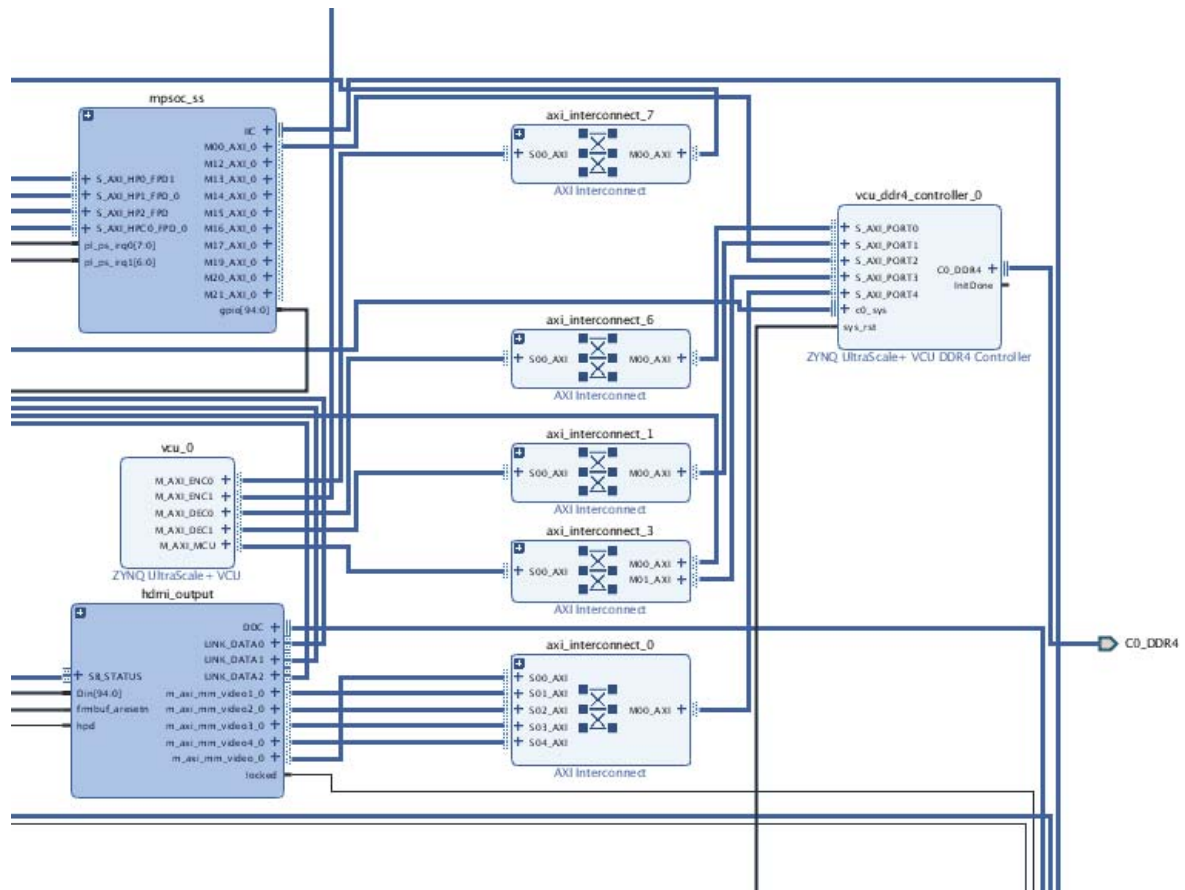 mpsoc_ss
IIC
M00_AXI_0
M12_AXI_0
M13_AXI_0
M14_AXI_0
M15_AXI_0
M16_AXI_0
M17_AXI_0
M19_AXI_0
M20_AXI_0
M21_AXI_0
gpio[94:0]
S_AXI_HP0_FPD1
S_AXI_HP1_FPD_0
S_AXI_HP2_FPD
S_AXI_HPC0_FPD_0
pl_ps_irq0[7:0]
pl_ps_irq1[6:0]
axi_interconnect_7
S00_AXI
M00_AXI
AXI Interconnect
vcu_ddr4_controller_0
S_AXI_PORT0
S_AXI_PORT1
S_AXI_PORT2
S_AXI_PORT3
S_AXI_PORT4
c0_sys
sys_rst
C0_DDR4
InitDone
ZYNQ UltraScale+ VCU DDR4 Controller
axi_interconnect_6
S00_AXI
M00_AXI
AXI Interconnect
vcu_0
M_AXI_ENC0
M_AXI_ENC1
M_AXI_DEC0
M_AXI_DEC1
M_AXI_MCU
ZYNQ UltraScale+ VCU
axi_interconnect_1
S00_AXI
M00_AXI
AXI Interconnect
axi_interconnect_3
S00_AXI
M00_AXI
M01_AXI
AXI Interconnect
hdmi_output
DDC
LINK_DATA0
LINK_DATA1
LINK_DATA2
m_axi_mm_video1_0
m_axi_mm_video2_0
m_axi_mm_video3_0
m_axi_mm_video4_0
m_axi_mm_video_0
locked
SB_STATUS
Din[94:0]
frmbuf_aresetn
hpd
axi_interconnect_0
S00_AXI
S01_AXI
S02_AXI
S03_AXI
S04_AXI
M00_AXI
AXI Interconnect
C0_DDR4